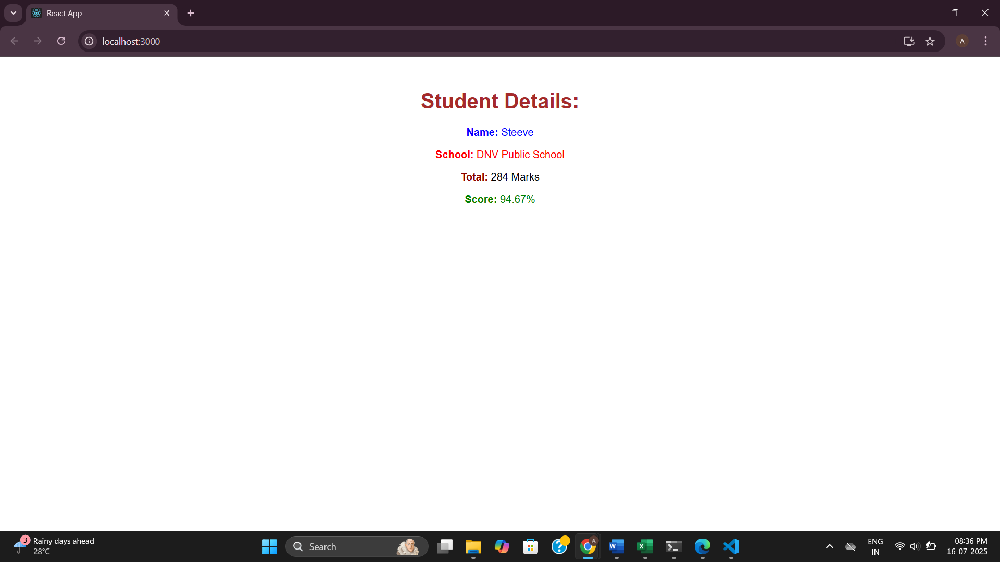 React App
localhost:3000
A
Student Details:
Name: Steeve
School: DNV Public School
Total: 284 Marks
Score: 94.67%
3
Rainy days ahead
28°C
Search
A
ENG
IN
08:36 PM
16-07-2025